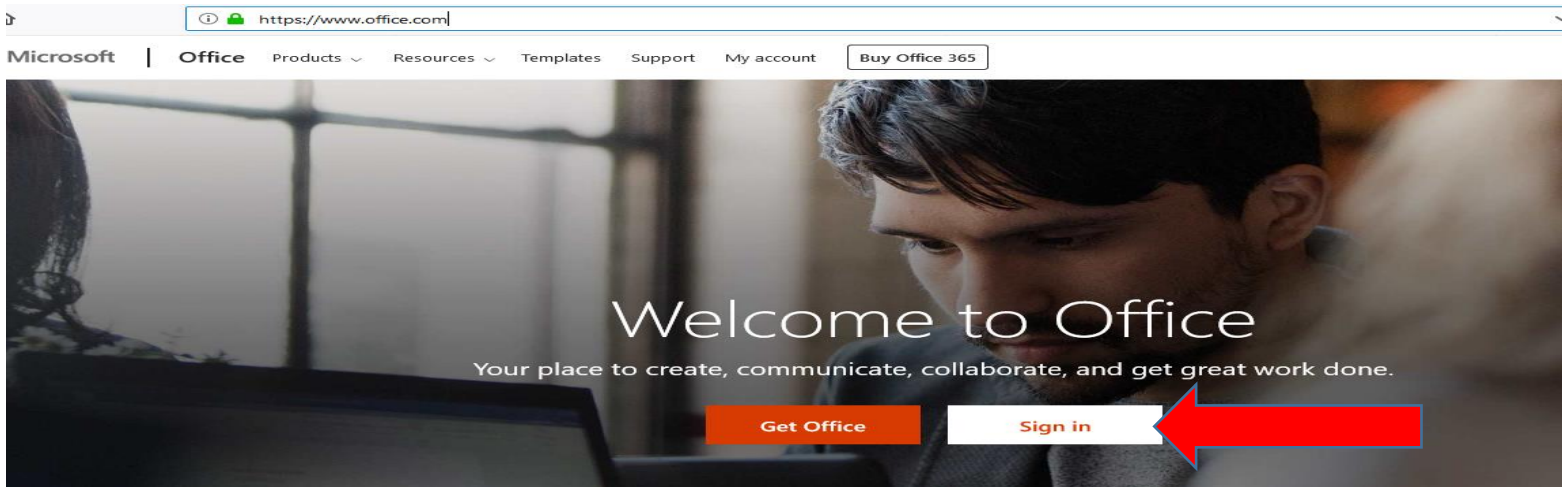 https://www.office.com
Microsoft | Office Products Resources Templates Support My account Buy Office 365
Welcome to Office
Your place to create, communicate, collaborate, and get great work done.
Get Office Sign in